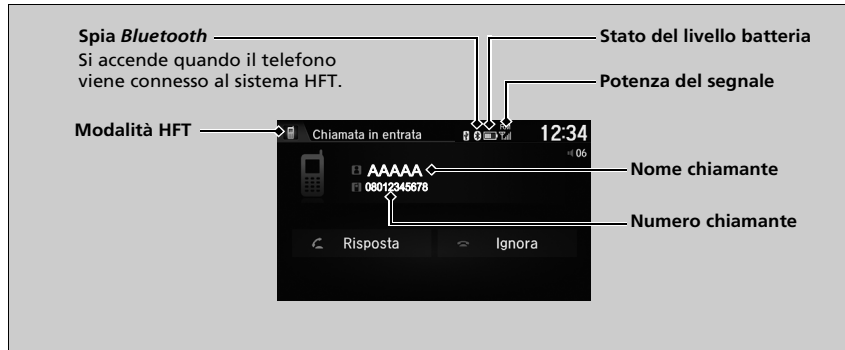 Spia Bluetooth
Si accende quando il telefono
viene connesso al sistema HFT.
Stato del livello batteria
Potenza del segnale
Modalità HFT
Chiamata in entrata
12:34
06
AAAAA
08012345678
Nome chiamante
Numero chiamante
Risposta
Ignora